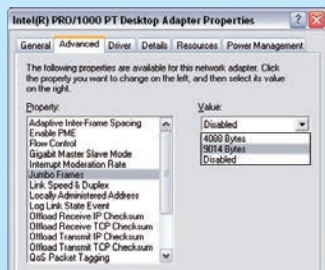 Intel(R) PRO/1000 PT Desktop Adapter Properties
General Advanced Driver Details Resources Power Management
The following properties are available for this network adapter. Click
the property you want to change on the left, and then select its value
on the right.
Property: Value:
Adaptive Inter-Frame Spacing
Enable PME
Flow Control
Gigabit Master Slave Mode
Interrupt Moderation Rate
Jumbo Frames
Link Speed & Duplex
Locally Administered Address
Log Link State Event
Offload Receive IP Checksum
Offload Receive TCP Checksum
Offload Transmit IP Checksum
Offload Transmit TCP Checksum
QoS Packet Tagging
Disabled
4088 Bytes
9014 Bytes
Disabled